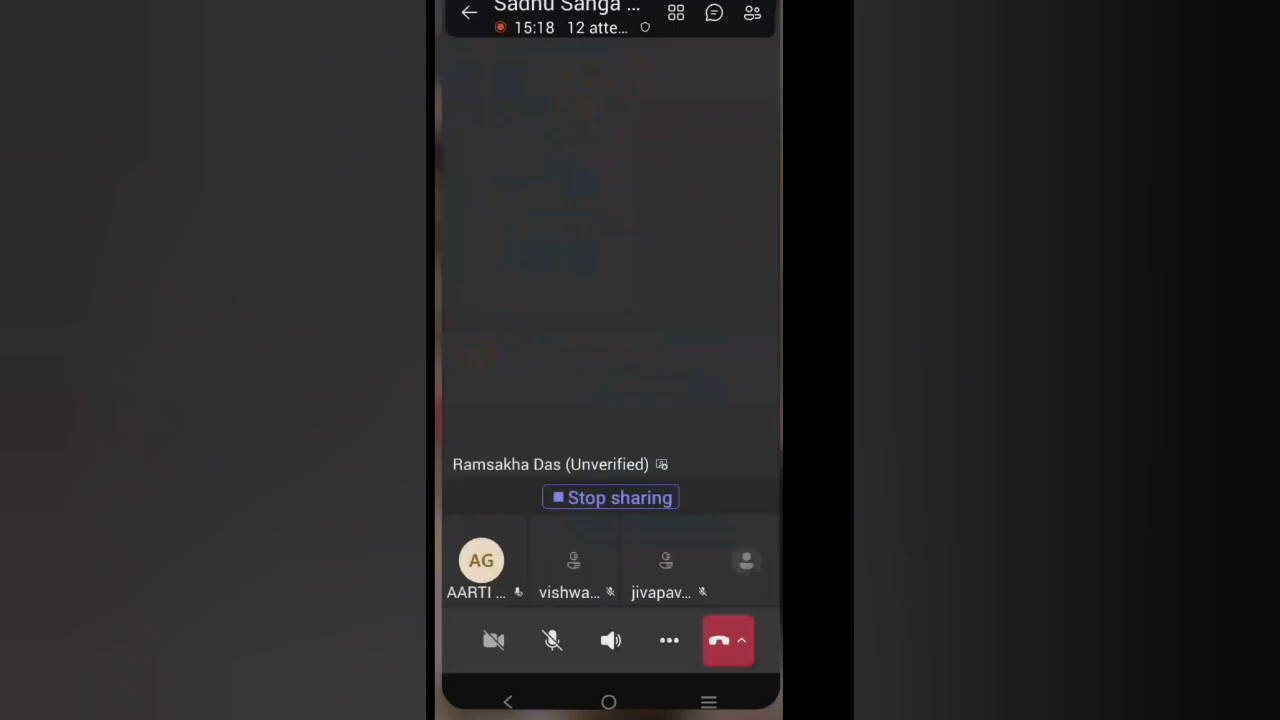 Sadhu Sanga ...
15:18 12 atte...
Ramsakha Das (Unverified)
Stop sharing
AG
AARTI ... vishwa... jivapav...